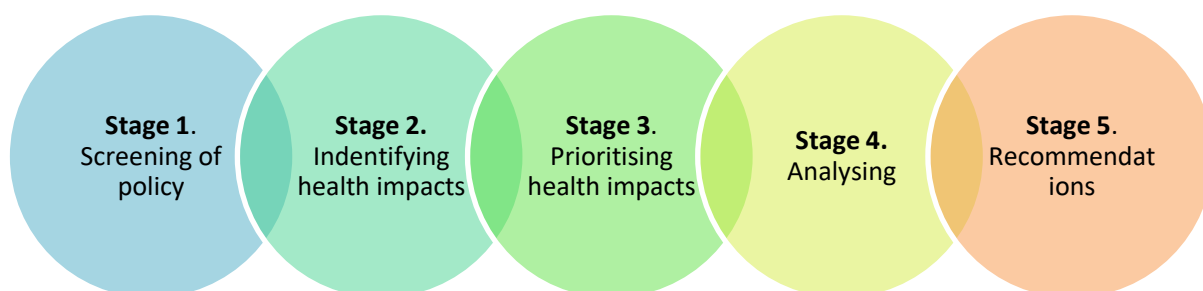 Stage 1.
Screening of
policy
Stage 2.
Indentifying
health impacts
Stage 3.
Prioritising
health impacts
Stage 4.
Analysing
Stage 5.
Recommendat
ions